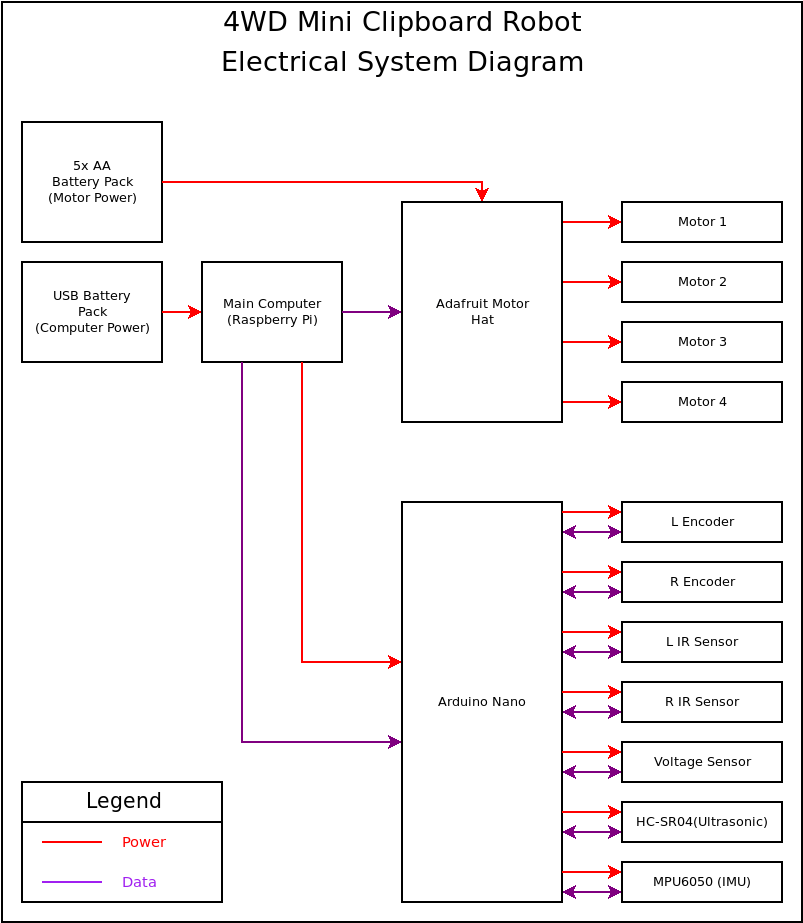 4WD Mini Clipboard Robot
Electrical System Diagram
5x AA
Battery Pack
(Motor Power)
USB Battery
Pack
(Computer Power)
Main Computer
(Raspberry Pi)
Adafruit Motor
Hat
Motor 1
Motor 2
Motor 3
Motor 4
Arduino Nano
L Encoder
R Encoder
L IR Sensor
R IR Sensor
Voltage Sensor
HC-SR04(Ultrasonic)
MPU6050 (IMU)
Legend
Power
Data